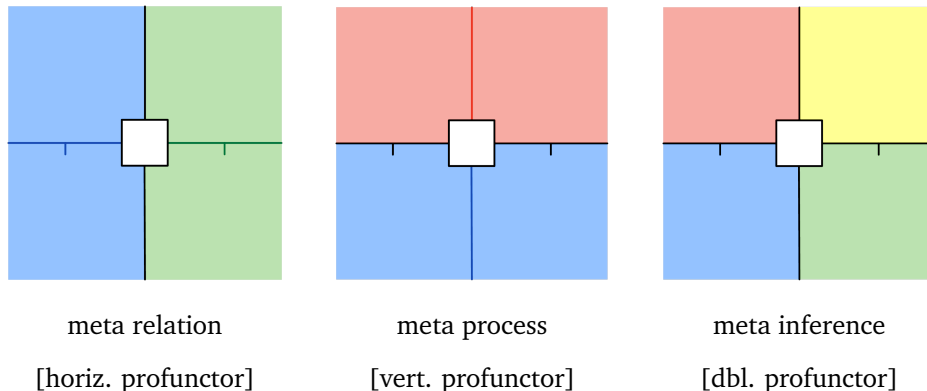 meta relation
[horiz. profunctor]
meta process
[vert. profunctor]
meta inference
[dbl. profunctor]